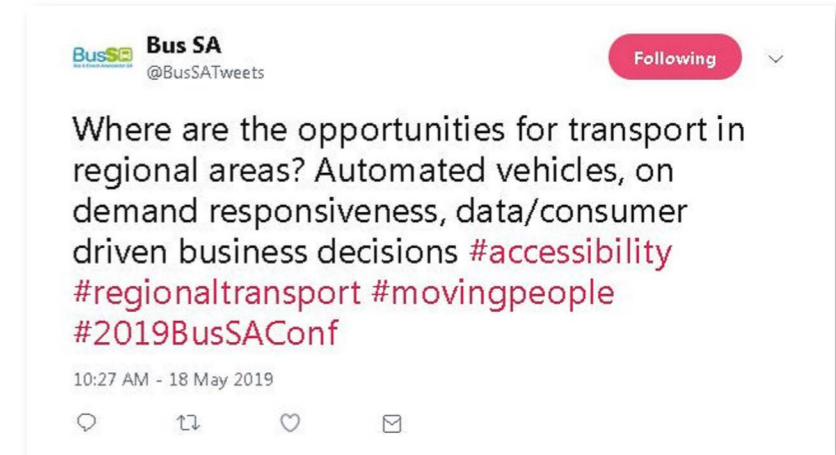 BusSA
Bus SA
@BusSATweets
Following
Where are the opportunities for transport in
regional areas? Automated vehicles, on
demand responsiveness, data/consumer
driven business decisions #accessibility
#regionaltransport #movingpeople
#2019BusSAConf
10:27 AM - 18 May 2019